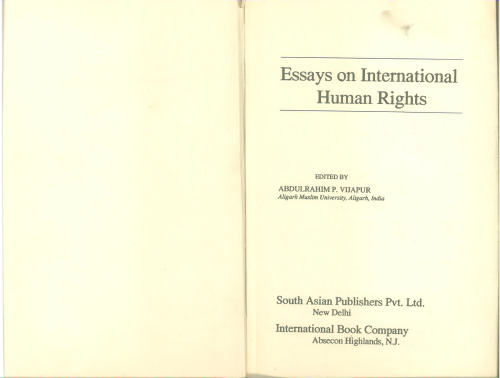 Essays on International
Human Rights
EDITED BY
ABDULRAHIM P. VIJAPUR
Aligarh Muslim University, Aligarh, India
South Asian Publishers Pvt. Ltd.
New Delhi
International Book Company
Absecon Highlands, N.J.